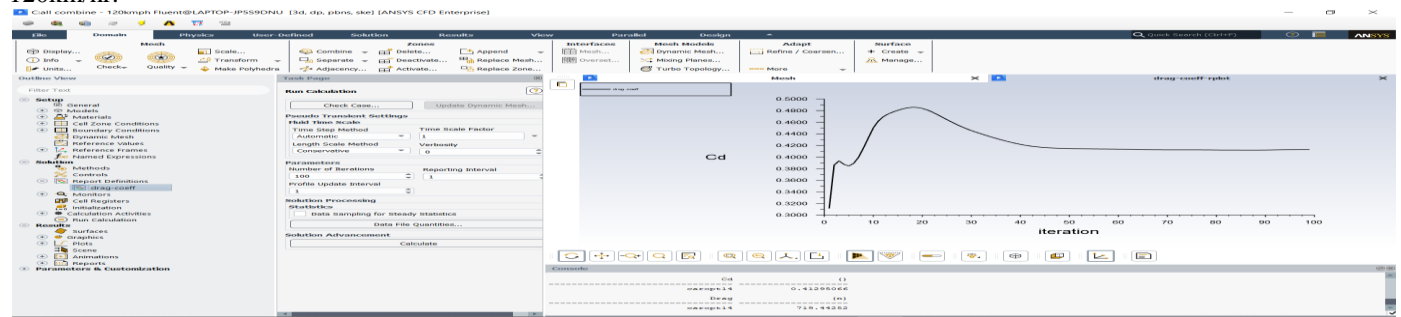 120km/hr.
C:all combine - 120kmph Fluent@LAPTOP-JPSS9DNU [3d, dp, pbns, ske] [ANSYS CFD Enterprise]
File Domain Physics User-Defined Solution Results View Parallel Design
Quick Search (Ctrl+F) ANSYS
Mesh Zones Interfaces Mesh Models Adapt Surface
Display... Scale... Combine Delete... Append Mesh... Dynamic Mesh... Refine / Coarsen... + Create
Info Transform Separate Deactivate... Replace Mesh... Overset... Mixing Planes... Manage...
Units... Check Quality Make Polyhedra Adjacency... Activate... Replace Zone... Turbo Topology... More
Outline View
Filter Text
Setup
General
Models
Materials
Cell Zone Conditions
Boundary Conditions
Dynamic Mesh
Reference Values
Reference Frames
Named Expressions
Solution
Methods
Controls
Report Definitions
drag-coeff
Monitors
Cell Registers
Initialization
Calculation Activities
Run Calculation
Results
Surfaces
Graphics
Plots
Scene
Animations
Reports
Parameters & Customization
Task Page
Run Calculation
Check Case... Update Dynamic Mesh...
Pseudo Transient Settings
Fluid Time Scale
Time Step Method Time Scale Factor
Automatic 1
Length Scale Method Verbosity
Conservative 0
Parameters
Number of Iterations Reporting Interval
100 1
Profile Update Interval
1
Solution Processing
Statistics
Data Sampling for Steady Statistics
Data File Quantities...
Solution Advancement
Calculate
Mesh drag-coeff-rplot
drag-coeff
0.5000
0.4800
0.4600
0.4400
0.4200
Cd 0.4000
0.3800
0.3600
0.3400
0.3200
0.3000
0 10 20 30 40 50 60 70 80 90 100
iteration
Console
Cd ()
Drag (n)